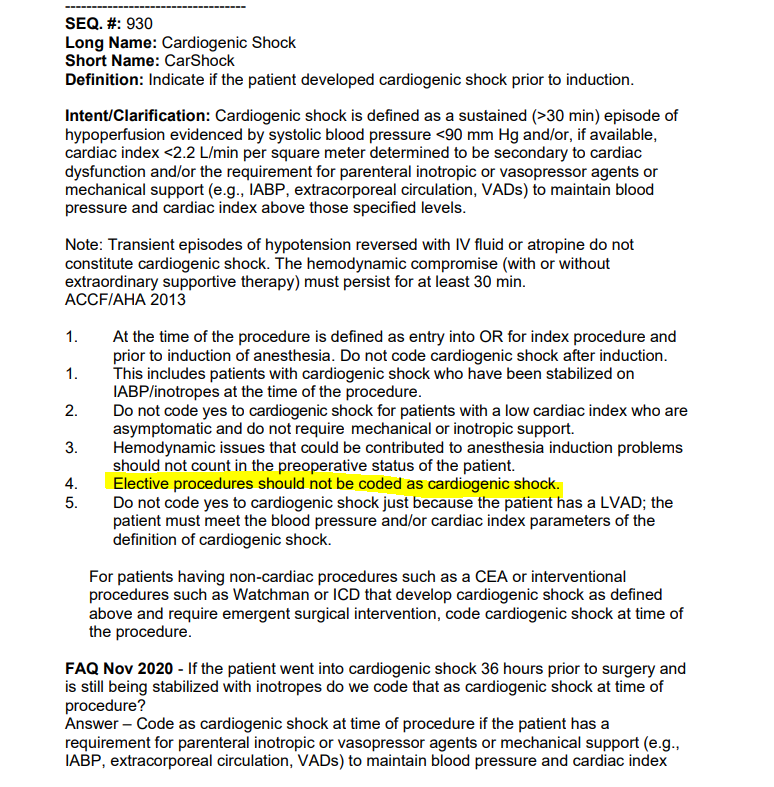 ---------------------------------
SEQ. #: 930
Long Name: Cardiogenic Shock
Short Name: CarShock
Definition: Indicate if the patient developed cardiogenic shock prior to induction.
Intent/Clarification: Cardiogenic shock is defined as a sustained (>30 min) episode of
hypoperfusion evidenced by systolic blood pressure <90 mm Hg and/or, if available,
cardiac index <2.2 L/min per square meter determined to be secondary to cardiac
dysfunction and/or the requirement for parenteral inotropic or vasopressor agents or
mechanical support (e.g., IABP, extracorporeal circulation, VADs) to maintain blood
pressure and cardiac index above those specified levels.
Note: Transient episodes of hypotension reversed with IV fluid or atropine do not
constitute cardiogenic shock. The hemodynamic compromise (with or without
extraordinary supportive therapy) must persist for at least 30 min.
ACCF/AHA 2013
1. At the time of the procedure is defined as entry into OR for index procedure and
prior to induction of anesthesia. Do not code cardiogenic shock after induction.
1. This includes patients with cardiogenic shock who have been stabilized on
IABP/inotropes at the time of the procedure.
2. Do not code yes to cardiogenic shock for patients with a low cardiac index who are
asymptomatic and do not require mechanical or inotropic support.
3. Hemodynamic issues that could be contributed to anesthesia induction problems
should not count in the preoperative status of the patient.
4. Elective procedures should not be coded as cardiogenic shock.
5. Do not code yes to cardiogenic shock just because the patient has a LVAD; the
patient must meet the blood pressure and/or cardiac index parameters of the
definition of cardiogenic shock.
For patients having non-cardiac procedures such as a CEA or interventional
procedures such as Watchman or ICD that develop cardiogenic shock as defined
above and require emergent surgical intervention, code cardiogenic shock at time of
the procedure.
FAQ Nov 2020 - If the patient went into cardiogenic shock 36 hours prior to surgery and
is still being stabilized with inotropes do we code that as cardiogenic shock at time of
procedure?
Answer – Code as cardiogenic shock at time of procedure if the patient has a
requirement for parenteral inotropic or vasopressor agents or mechanical support (e.g.,
IABP, extracorporeal circulation, VADs) to maintain blood pressure and cardiac index